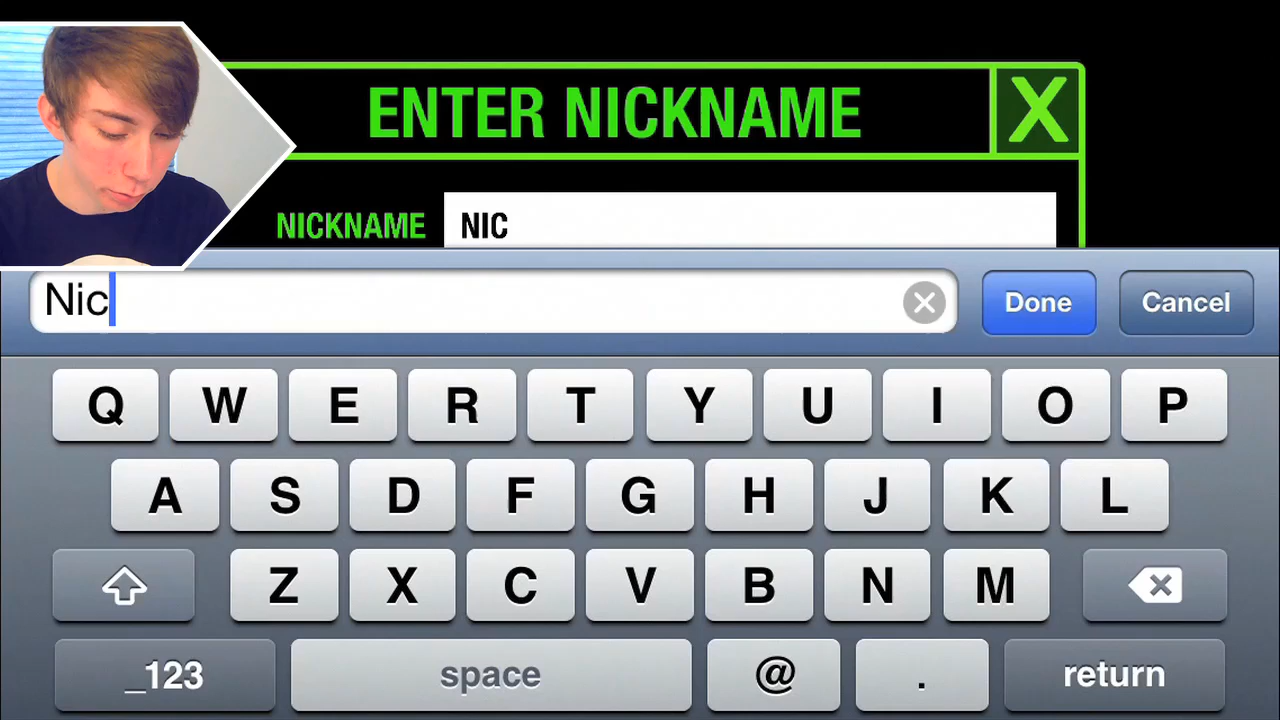 ENTER NICKNAME X
NICKNAME NIC
Nic Done Cancel
Q W E R T Y U I O P
A S D F G H J K L
Z X C V B N M
_123 space @ . return